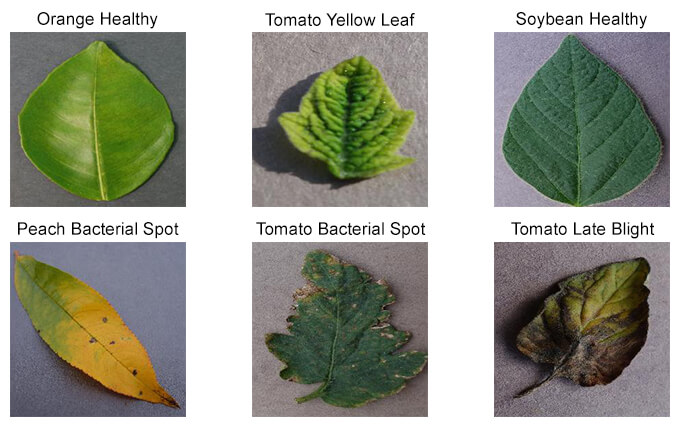 Orange Healthy
Tomato Yellow Leaf
Soybean Healthy
Peach Bacterial Spot
Tomato Bacterial Spot
Tomato Late Blight